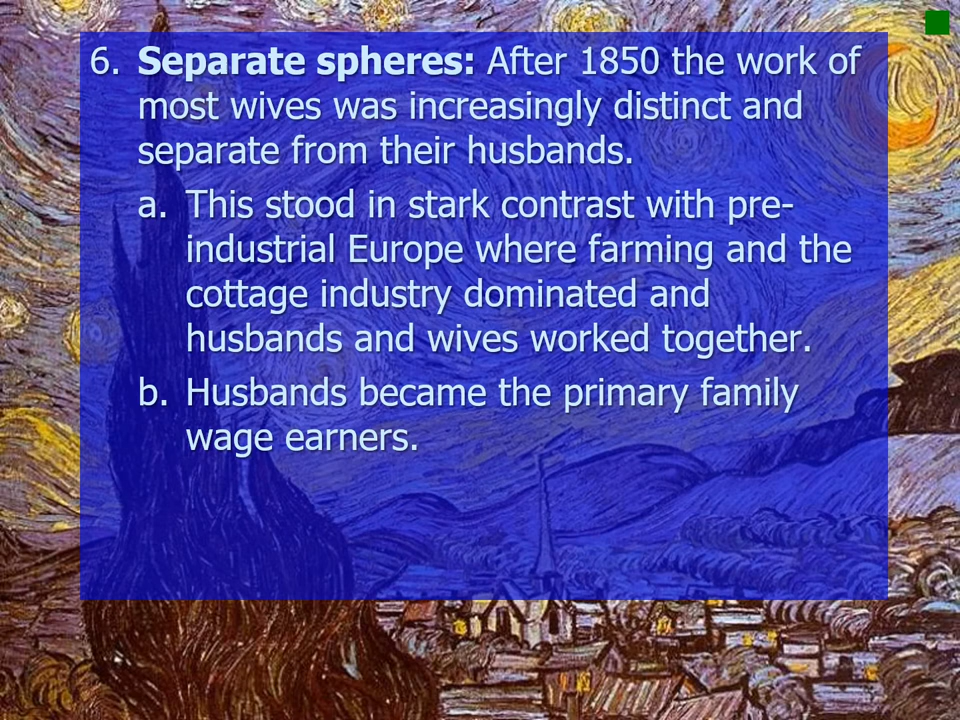 6. Separate spheres: After 1850 the work of
most wives was increasingly distinct and
separate from their husbands.
a. This stood in stark contrast with pre-
industrial Europe where farming and the
cottage industry dominated and
husbands and wives worked together.
b. Husbands became the primary family
wage earners.